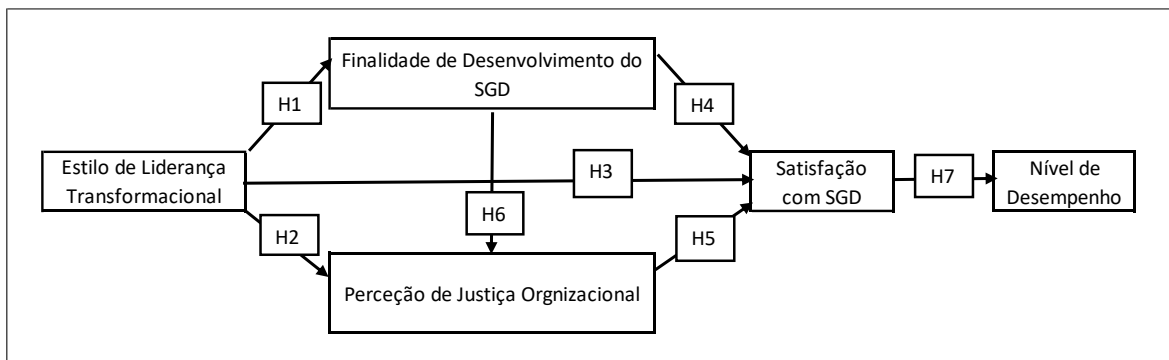 Finalidade de Desenvolvimento do
SGD
H1
H4
Estilo de Liderança
Transformacional
H3
Satisfação
com SGD
H7
Nível de
Desempenho
H6
H2
H5
Perceção de Justiça Orgnizacional